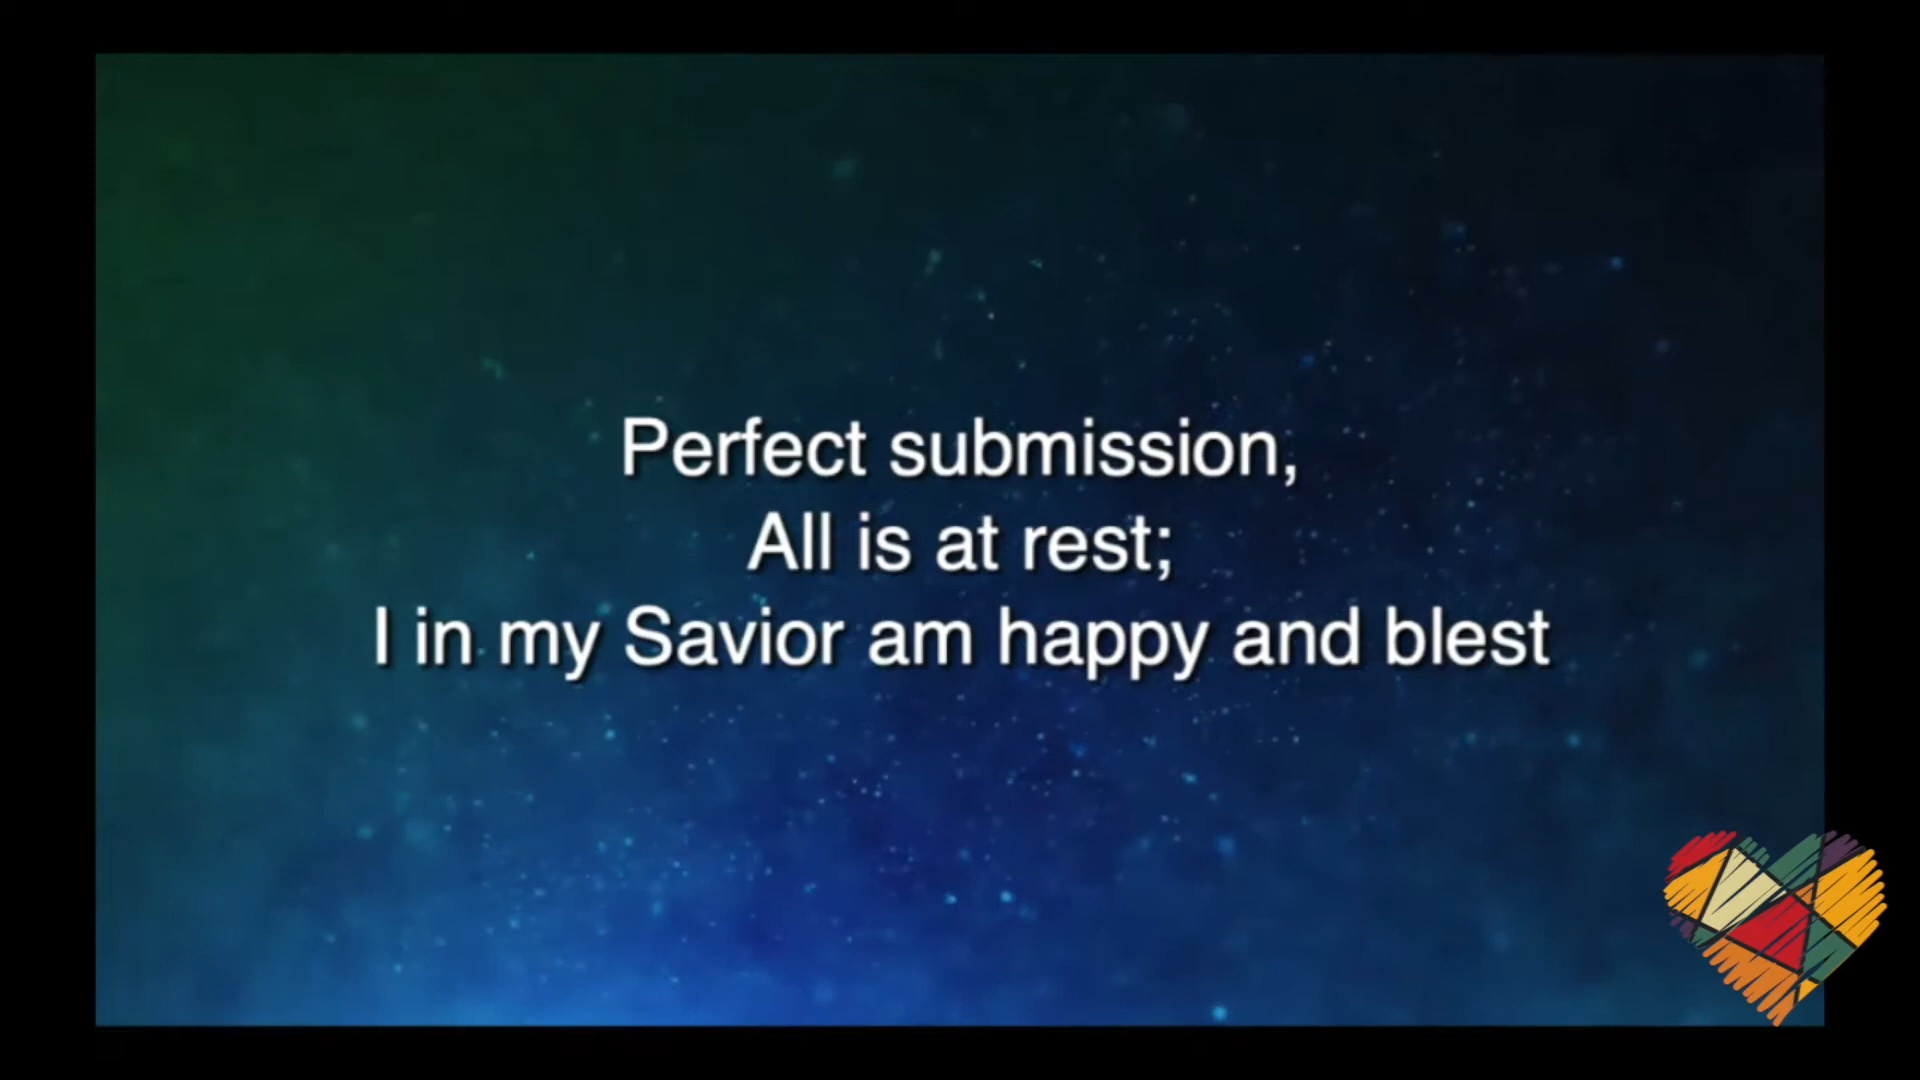 Perfect submission,
All is at rest;
I in my Savior am happy and blest